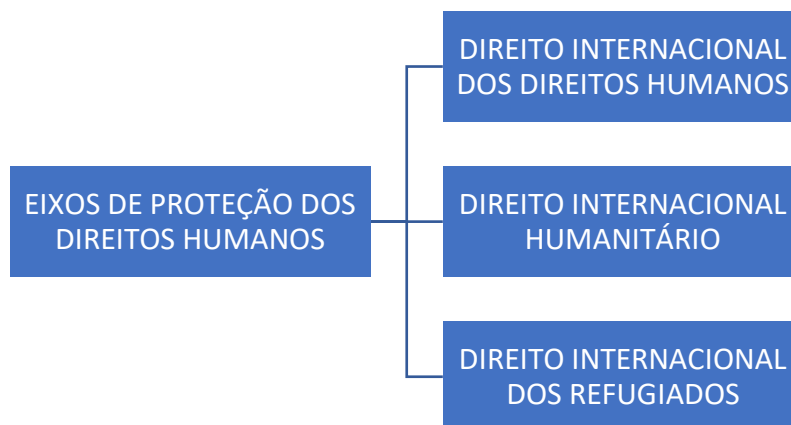 EIXOS DE PROTEÇÃO DOS
DIREITOS HUMANOS
DIREITO INTERNACIONAL
DOS DIREITOS HUMANOS
DIREITO INTERNACIONAL
HUMANITÁRIO
DIREITO INTERNACIONAL
DOS REFUGIADOS